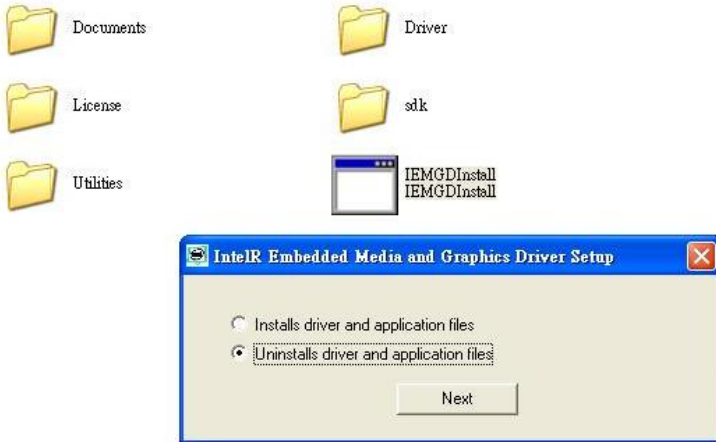 Documents
Driver
License
sdk
Utilities
IEMGDInstall
IEMGDInstall
IntelR Embedded Media and Graphics Driver Setup
Installs driver and application files
Uninstalls driver and application files
Next